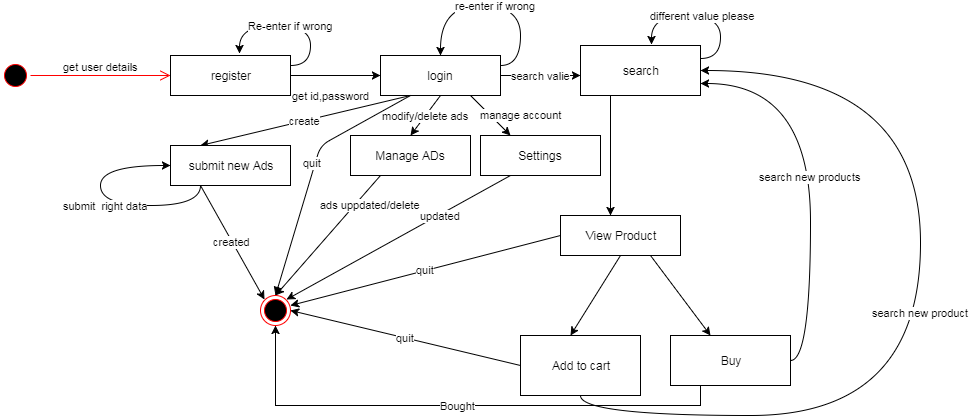 re-enter if wrong
different value please
Re-enter if wrong
get user details
register
login
search valie
search
get id,password
create
modify/delete ads
manage account
submit new Ads
quit
Manage ADs
Settings
search new products
submit right data
ads uppdated/delete
updated
created
View Product
quit
search new product
quit
Add to cart
Buy
Bought